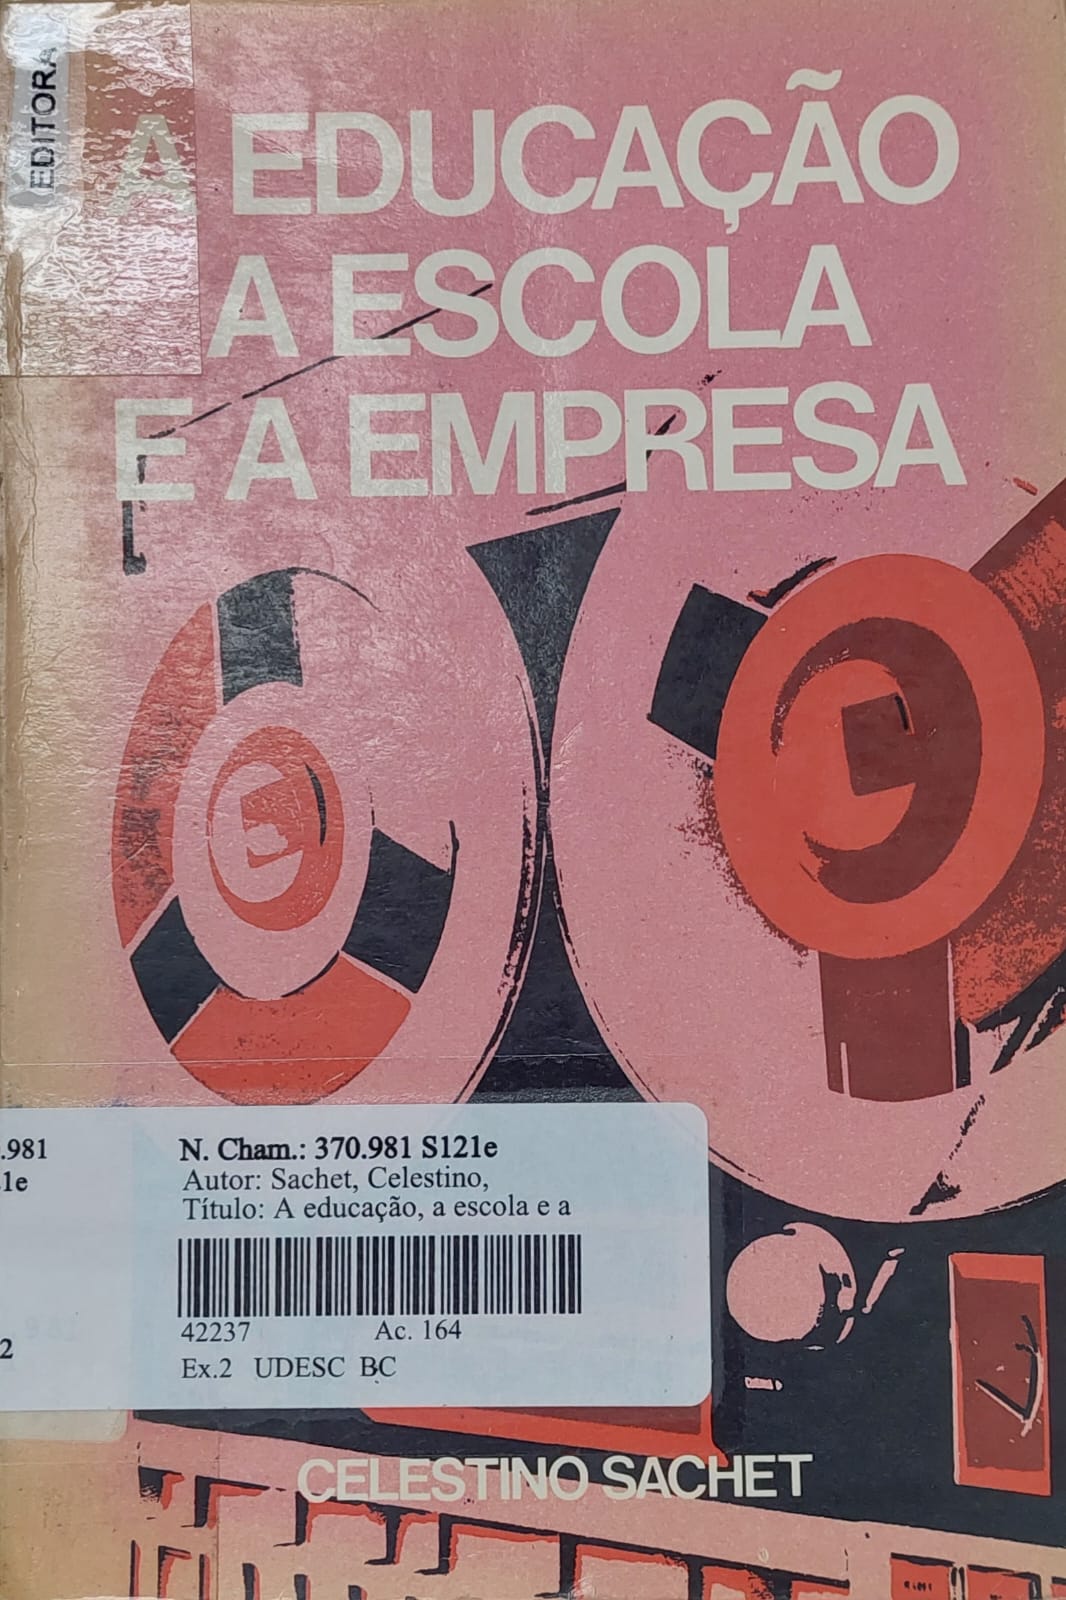 EDITORA
A EDUCAÇÃO
A ESCOLA
E A EMPRESA
.981
1e
2
N. Cham.: 370.981 S121e
Autor: Sachet, Celestino,
Título: A educação, a escola e a
42237 Ac. 164
Ex.2 UDESC BC
CELESTINO SACHET